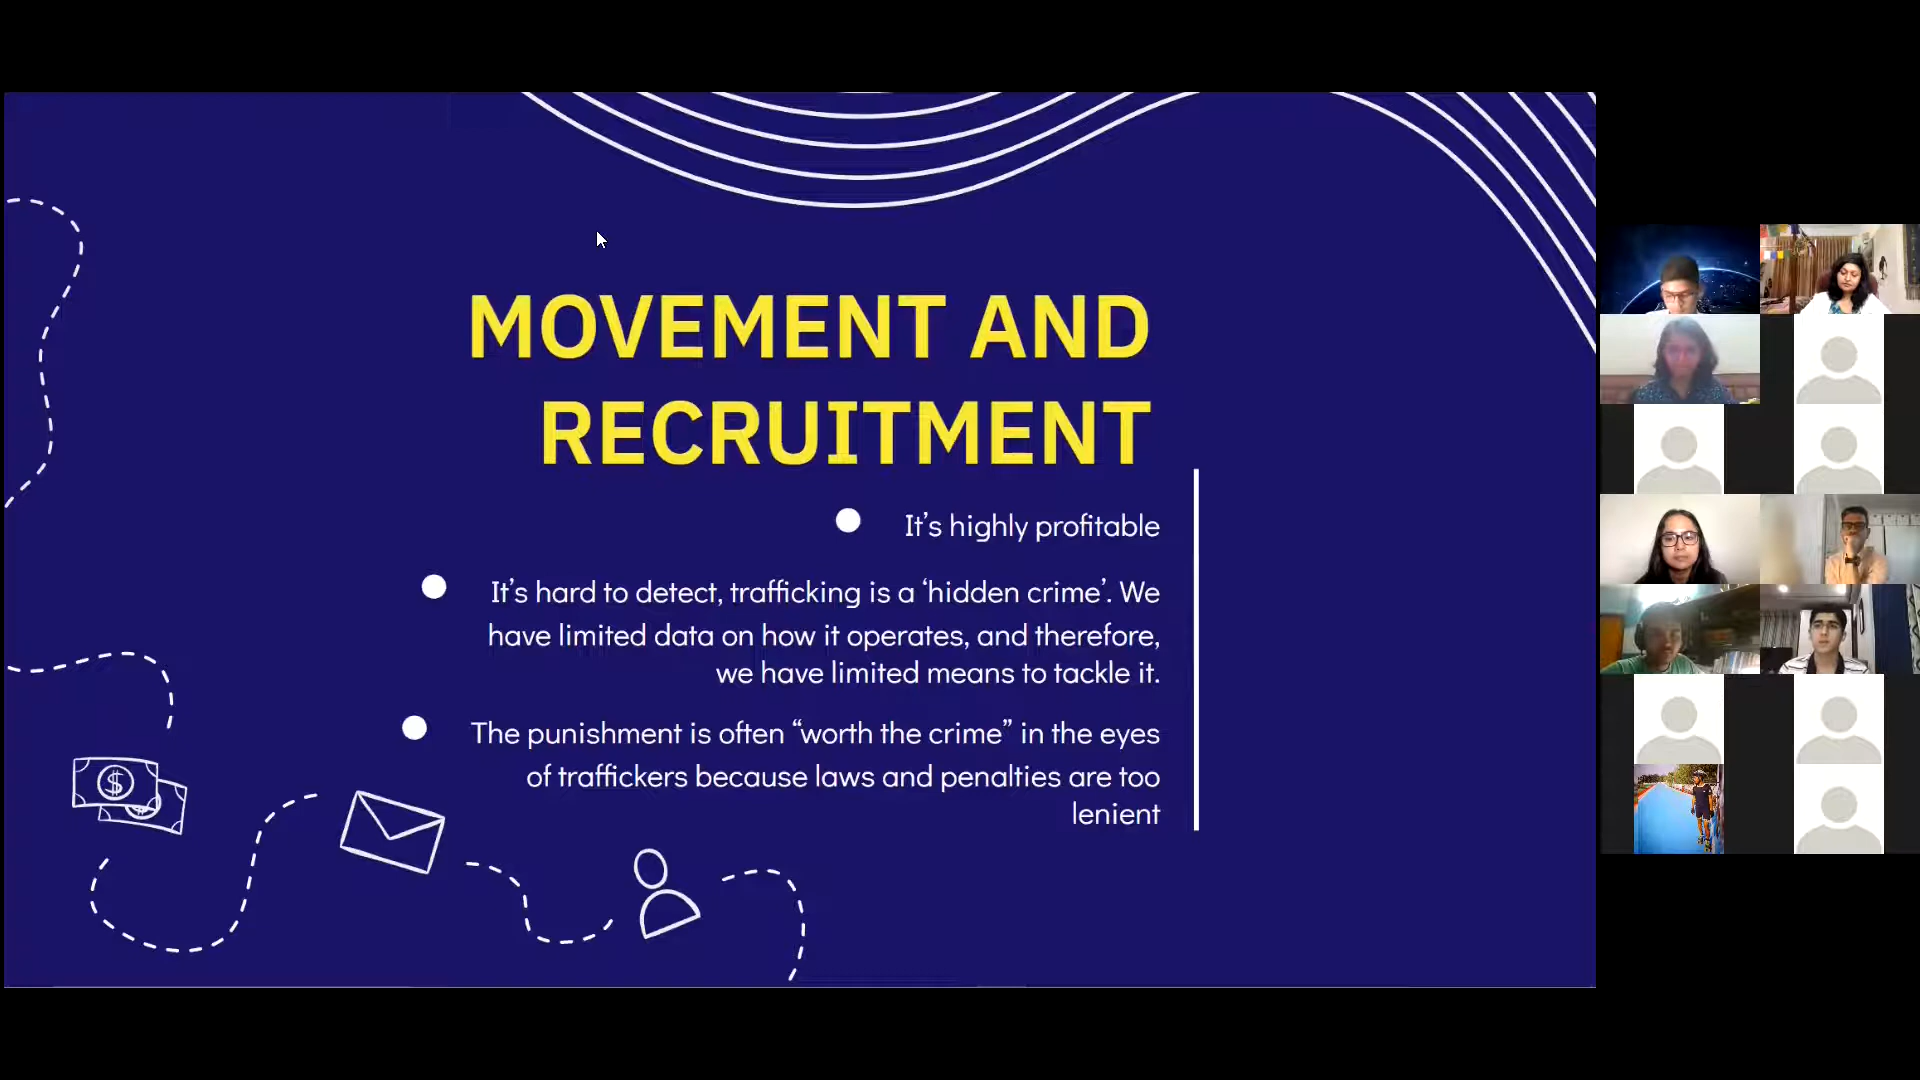 MOVEMENT AND
RECRUITMENT
It’s highly profitable
It’s hard to detect, trafficking is a ‘hidden crime’. We
have limited data on how it operates, and therefore,
we have limited means to tackle it.
The punishment is often “worth the crime” in the eyes
of traffickers because laws and penalties are too
lenient